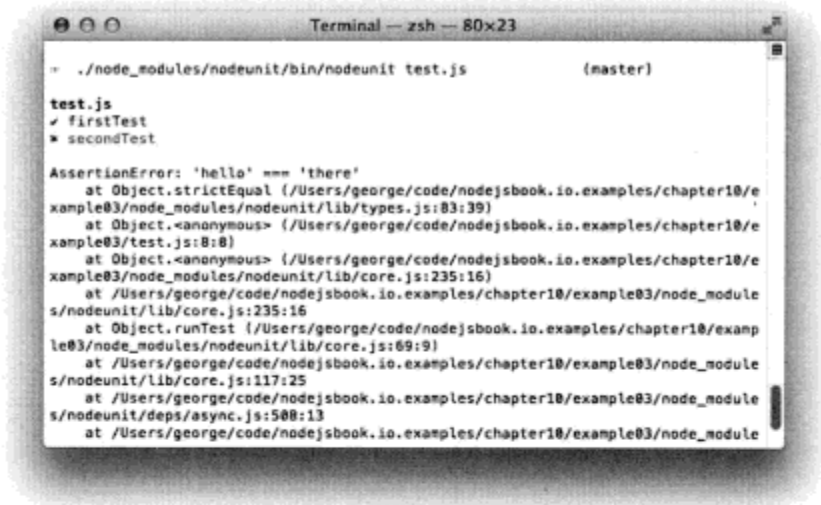 Terminal — zsh — 80×23
./node_modules/nodeunit/bin/nodeunit test.js (master)
test.js
✔ firstTest
✖ secondTest
AssertionError: 'hello' === 'there'
at Object.strictEqual (/Users/george/code/nodejsbook.io.examples/chapter10/e
xample03/node_modules/nodeunit/lib/types.js:83:39)
at Object.<anonymous> (/Users/george/code/nodejsbook.io.examples/chapter10/e
xample03/test.js:8:8)
at Object.<anonymous> (/Users/george/code/nodejsbook.io.examples/chapter10/e
xample03/node_modules/nodeunit/lib/core.js:235:16)
at /Users/george/code/nodejsbook.io.examples/chapter10/example03/node_module
s/nodeunit/lib/core.js:235:16
at Object.runTest (/Users/george/code/nodejsbook.io.examples/chapter10/examp
le03/node_modules/nodeunit/lib/core.js:69:9)
at /Users/george/code/nodejsbook.io.examples/chapter10/example03/node_module
s/nodeunit/lib/core.js:117:25
at /Users/george/code/nodejsbook.io.examples/chapter10/example03/node_module
s/nodeunit/deps/async.js:508:13
at /Users/george/code/nodejsbook.io.examples/chapter10/example03/node_module